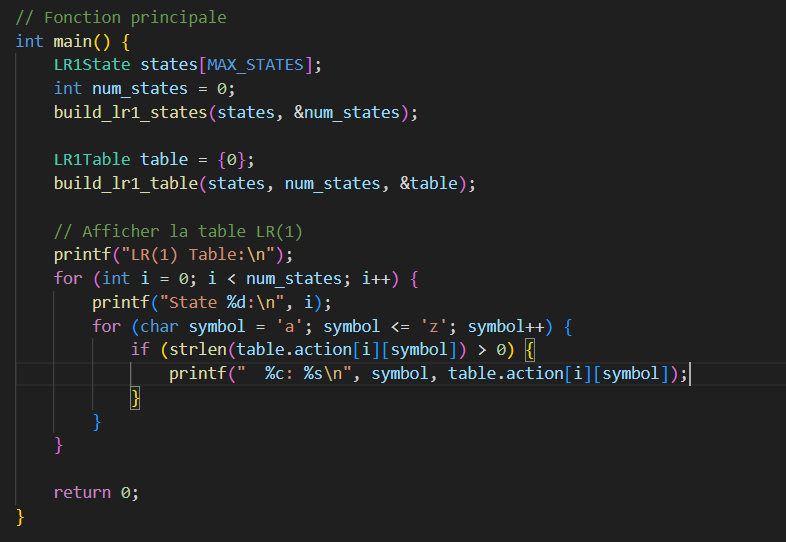 // Fonction principale
int main() {
    LR1State states[MAX_STATES];
    int num_states = 0;
    build_lr1_states(states, &num_states);

    LR1Table table = {0};
    build_lr1_table(states, num_states, &table);

    // Afficher la table LR(1)
    printf("LR(1) Table:\n");
    for (int i = 0; i < num_states; i++) {
        printf("State %d:\n", i);
        for (char symbol = 'a'; symbol <= 'z'; symbol++) {
            if (strlen(table.action[i][symbol]) > 0) {
                printf("  %c: %s\n", symbol, table.action[i][symbol]);
            }
        }
    }

    return 0;
}